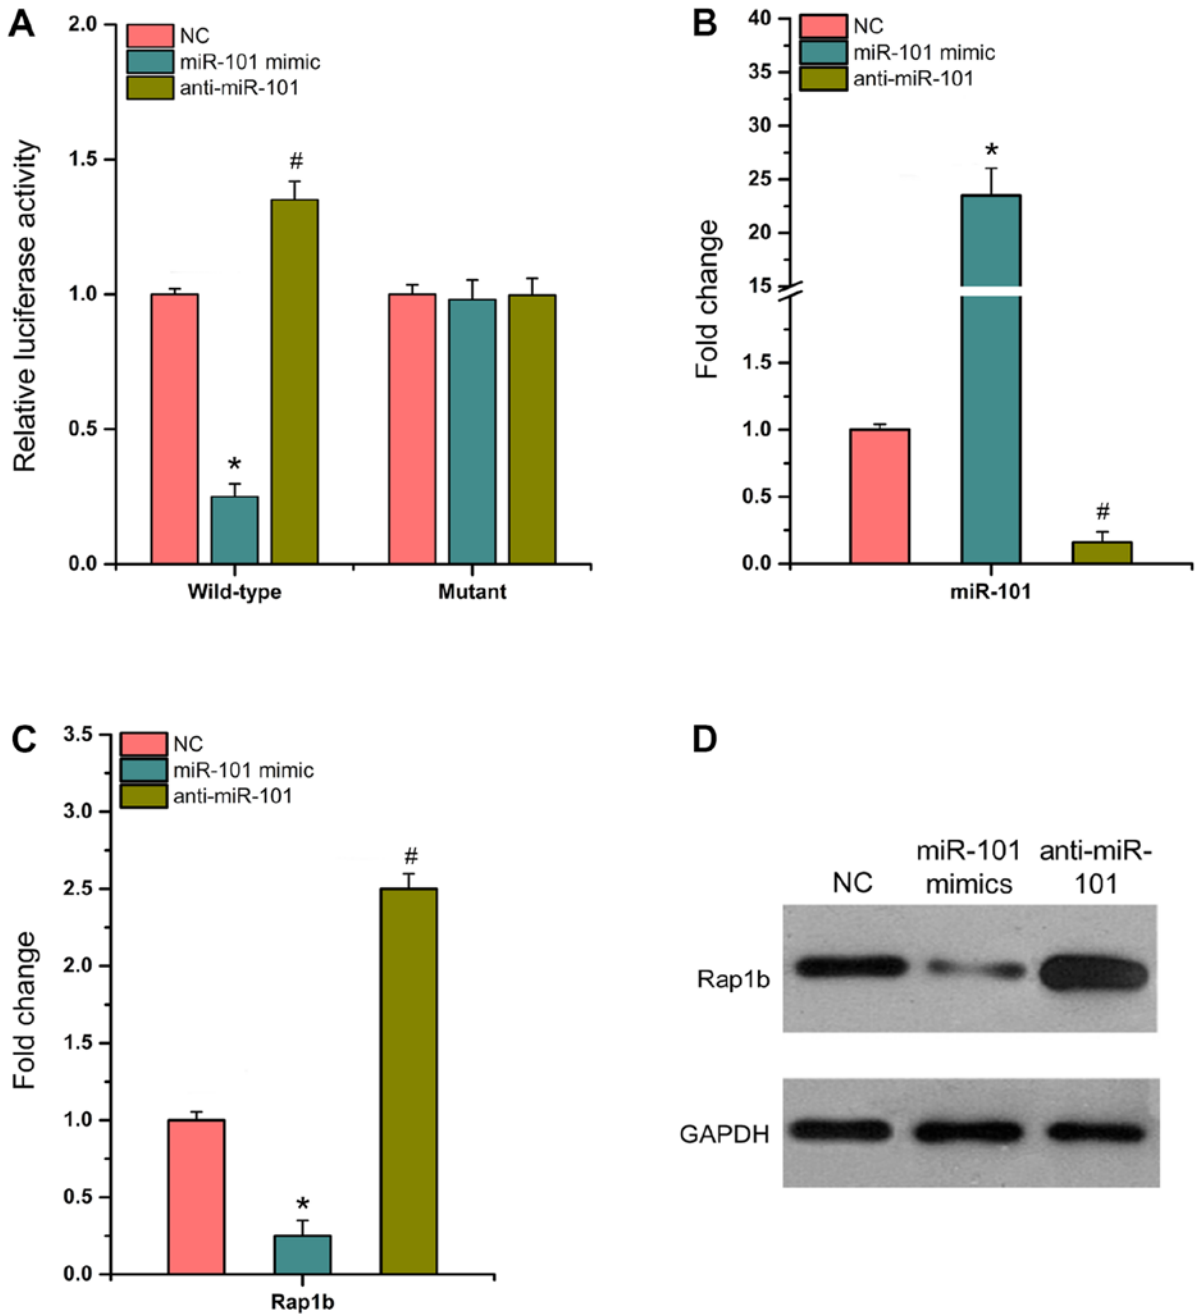 A
2.0
1.5
1.0
0.5
0.0
Relative luciferase activity
NC
miR-101 mimic
anti-miR-101
*
#
Wild-type
Mutant
B
40
35
30
25
20
15
1.5
1.0
0.5
0.0
Fold change
NC
miR-101 mimic
anti-miR-101
*
#
miR-101
C
3.5
3.0
2.5
2.0
1.5
1.0
0.5
0.0
Fold change
NC
miR-101 mimic
anti-miR-101
*
#
Rap1b
D
NC
miR-101
mimics
anti-miR-
101
Rap1b
GAPDH